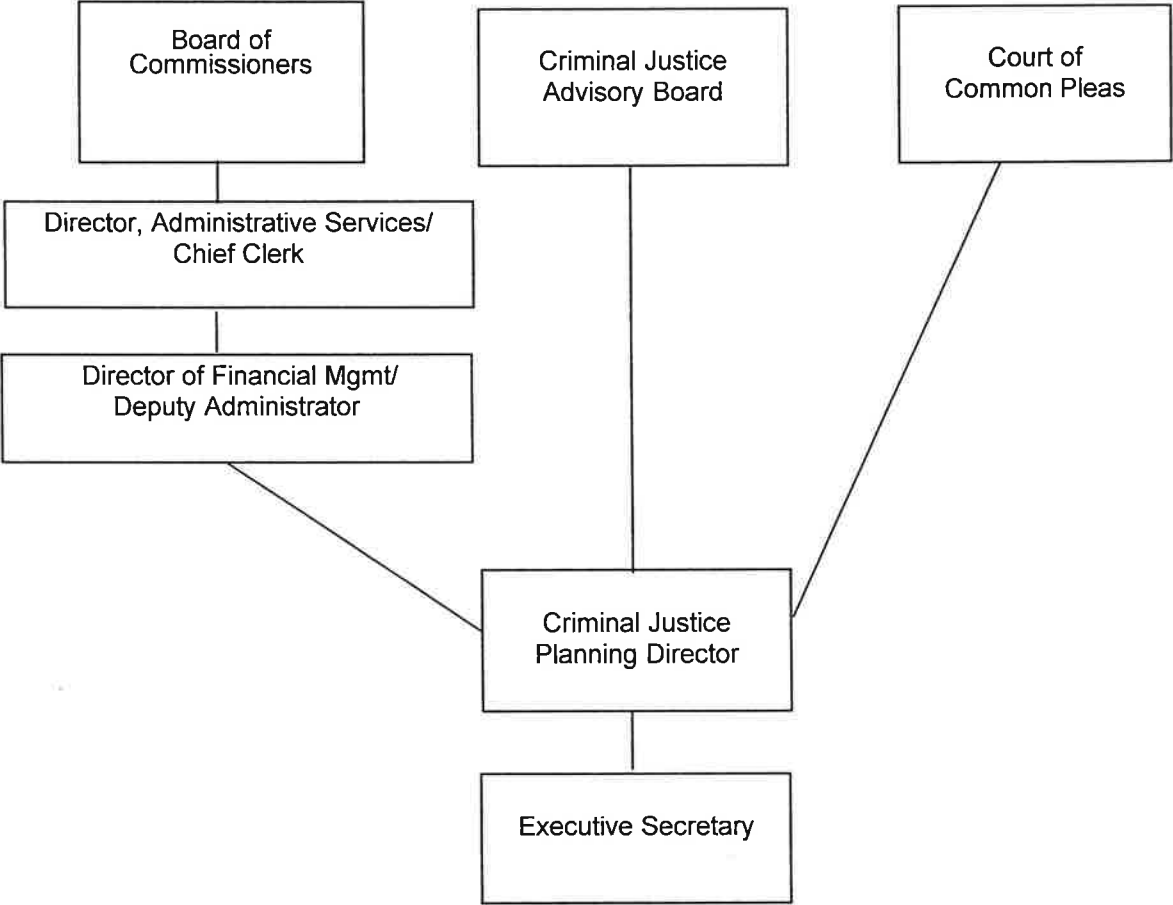 Board of
Commissioners
Criminal Justice
Advisory Board
Court of
Common Pleas
Director, Administrative Services/
Chief Clerk
Director of Financial Mgmt/
Deputy Administrator
Criminal Justice
Planning Director
Executive Secretary